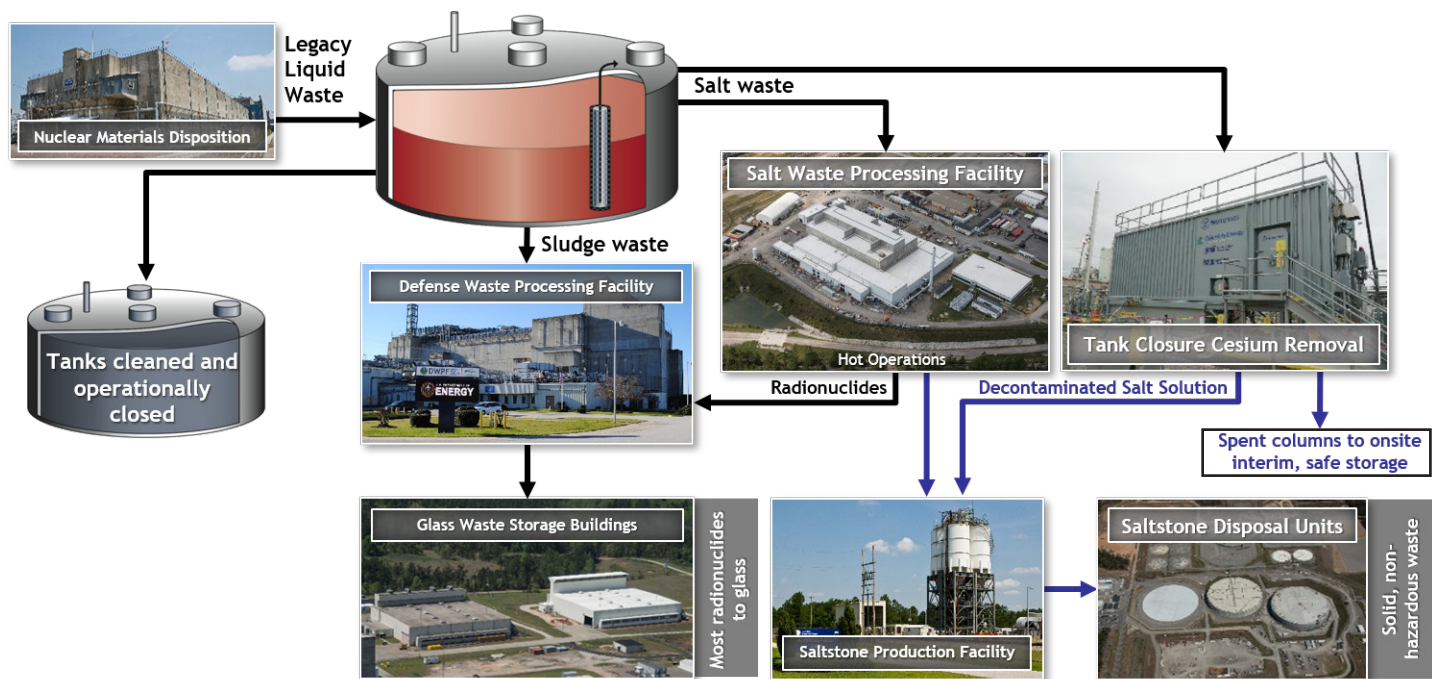 Legacy
Liquid
Waste
Nuclear Materials Disposition
Salt waste
Salt Waste Processing Facility
Hot Operations
Tank Closure Cesium Removal
Sludge waste
Defense Waste Processing Facility
DWPF
ENERGY
Tanks cleaned and
operationally
closed
Radionuclides
Decontaminated Salt Solution
Spent columns to onsite
interim, safe storage
Glass Waste Storage Buildings
Most radionuclides
to glass
Saltstone Production Facility
Saltstone Disposal Units
Solid, non-
hazardous waste